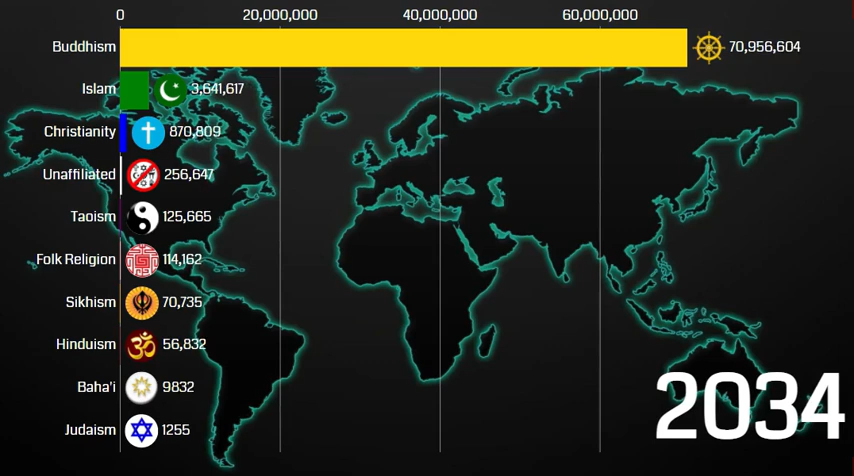 0 20,000,000 40,000,000 60,000,000
Buddhism 70,956,604
Islam 3,641,617
Christianity 870,809
Unaffiliated 256,647
Taoism 125,665
Folk Religion 114,162
Sikhism 70,735
Hinduism 56,832
Baha'i 9832
Judaism 1255
2034